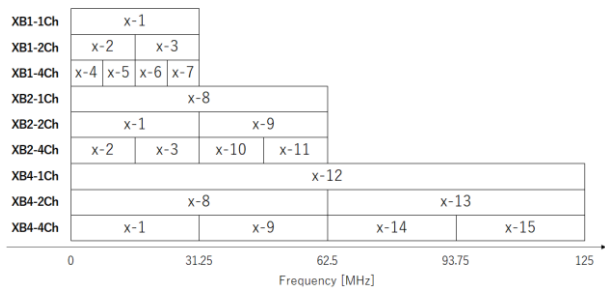 XB1-1Ch x-1
XB1-2Ch x-2 x-3
XB1-4Ch x-4 x-5 x-6 x-7
XB2-1Ch x-8
XB2-2Ch x-1 x-9
XB2-4Ch x-2 x-3 x-10 x-11
XB4-1Ch x-12
XB4-2Ch x-8 x-13
XB4-4Ch x-1 x-9 x-14 x-15
0 31.25 62.5 93.75 125
Frequency [MHz]